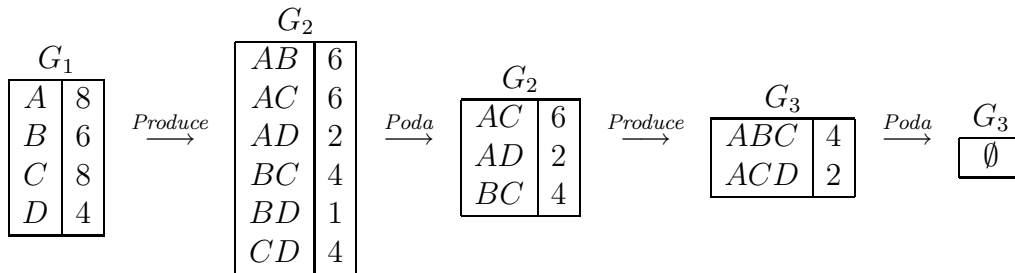 G₁
A 8
B 6
C 8
D 4
Produce →
G₂
AB 6
AC 6
AD 2
BC 4
BD 1
CD 4
Poda →
G₂
AC 6
AD 2
BC 4
Produce →
G₃
ABC 4
ACD 2
Poda →
G₃
∅